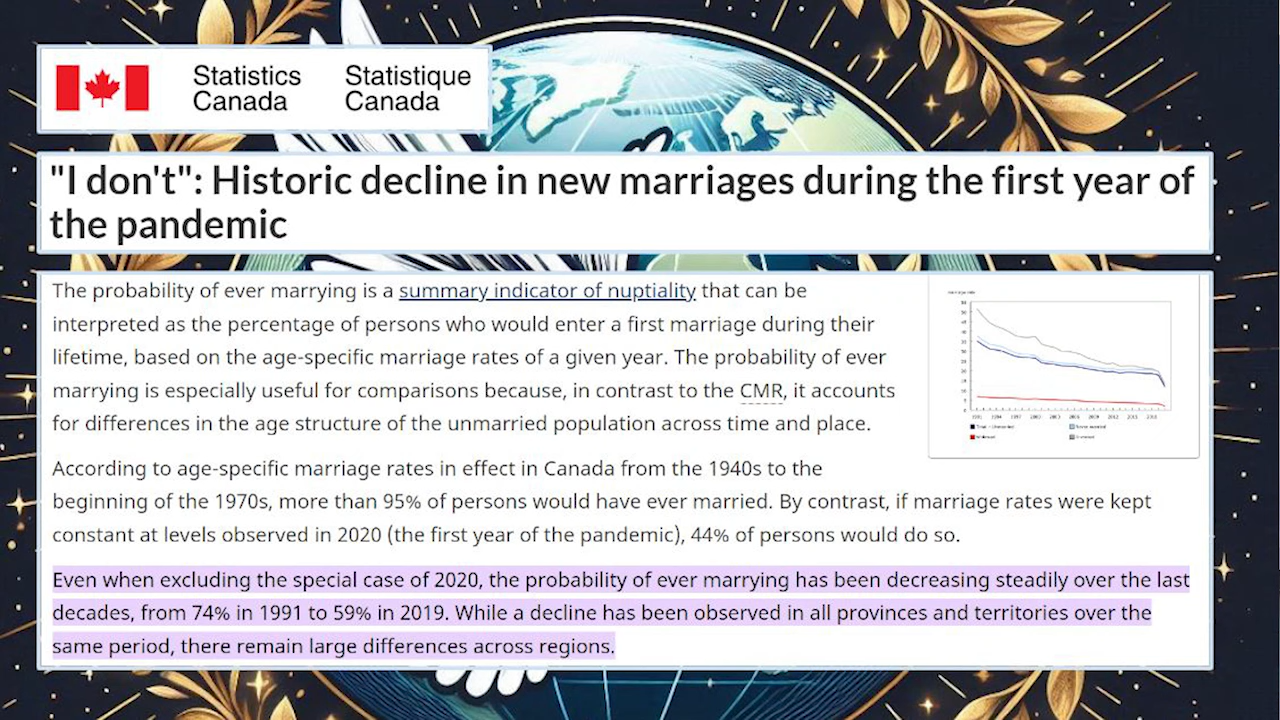 Statistics Statistique
Canada Canada
"I don't": Historic decline in new marriages during the first year of
the pandemic
The probability of ever marrying is a summary indicator of nuptiality that can be
interpreted as the percentage of persons who would enter a first marriage during their
lifetime, based on the age-specific marriage rates of a given year. The probability of ever
marrying is especially useful for comparisons because, in contrast to the CMR, it accounts
for differences in the age structure of the unmarried population across time and place.
According to age-specific marriage rates in effect in Canada from the 1940s to the
beginning of the 1970s, more than 95% of persons would have ever married. By contrast, if marriage rates were kept
constant at levels observed in 2020 (the first year of the pandemic), 44% of persons would do so.
Even when excluding the special case of 2020, the probability of ever marrying has been decreasing steadily over the last
decades, from 74% in 1991 to 59% in 2019. While a decline has been observed in all provinces and territories over the
same period, there remain large differences across regions.